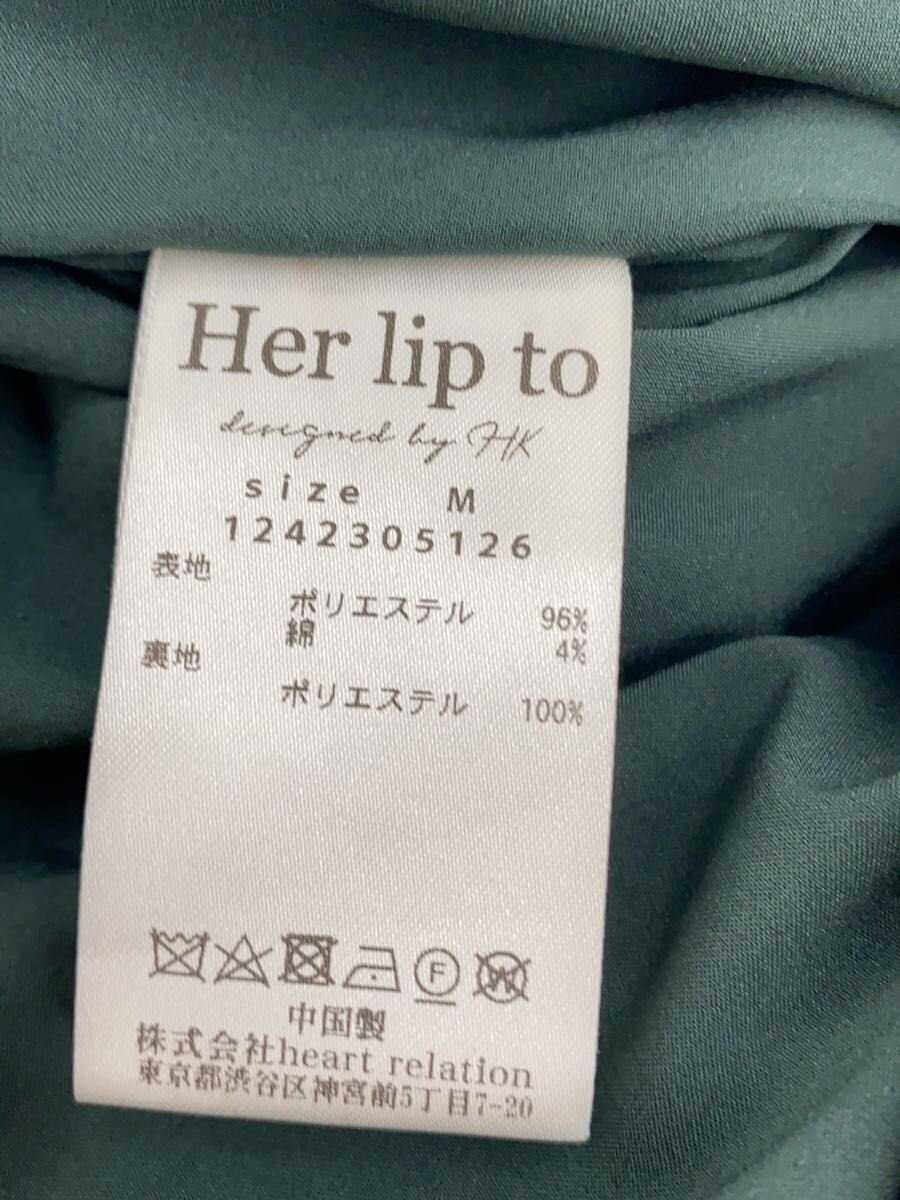 Her lip to
designed by HK
size M
1242305126
表地
ポリエステル 96%
綿 4%
裏地
ポリエステル 100%
F W
中国製
株式会社heart relation
東京都渋谷区神宮前5丁目7-20